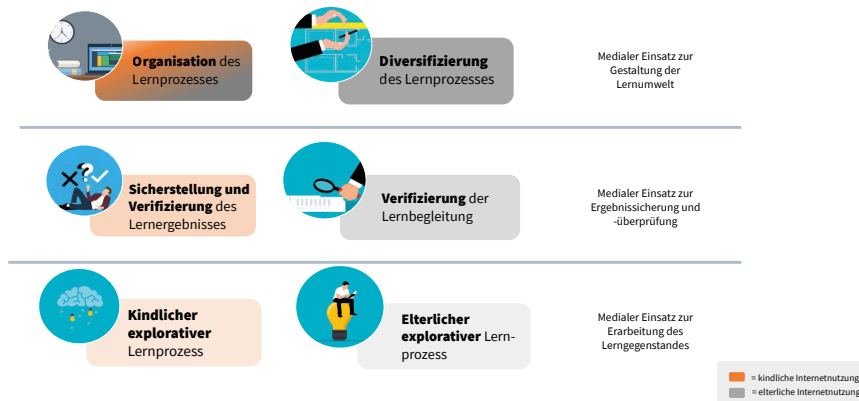 Organisation des
Lernprozesses
Diversifizierung
des Lernprozesses
Medialer Einsatz zur
Gestaltung der
Lernumwelt
Sicherstellung und
Verifizierung des
Lernergebnisses
Verifizierung der
Lernbegleitung
Medialer Einsatz zur
Ergebnissicherung und
-überprüfung
Kindlicher
explorativer
Lernprozess
Elterlicher
explorativer Lern-
prozess
Medialer Einsatz zur
Erarbeitung des
Lerngegenstandes
= kindliche Internetnutzung
= elterliche Internetnutzung